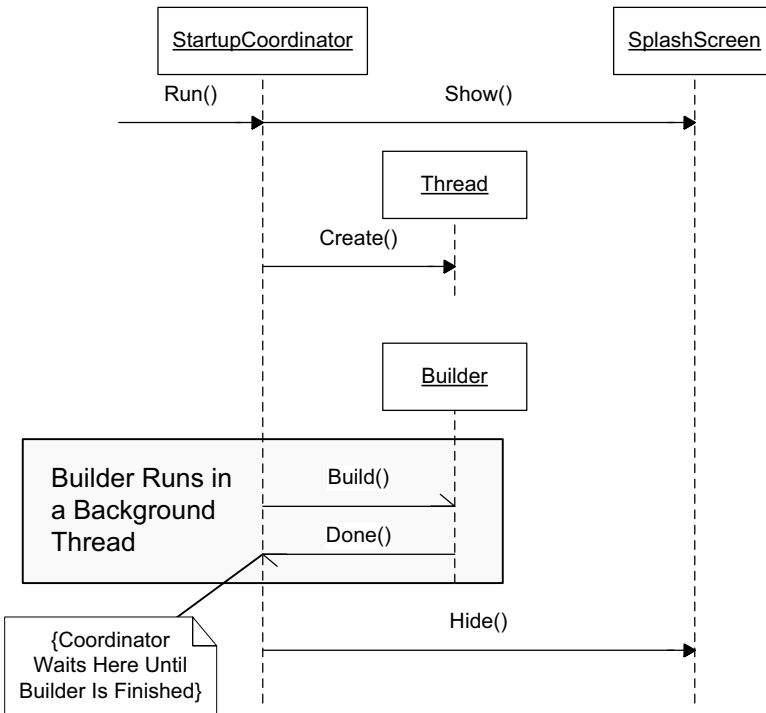 StartupCoordinator
SplashScreen
Run()
Show()
Thread
Create()
Builder
Builder Runs in
a Background
Thread
Build()
Done()
{Coordinator
Waits Here Until
Builder Is Finished}
Hide()